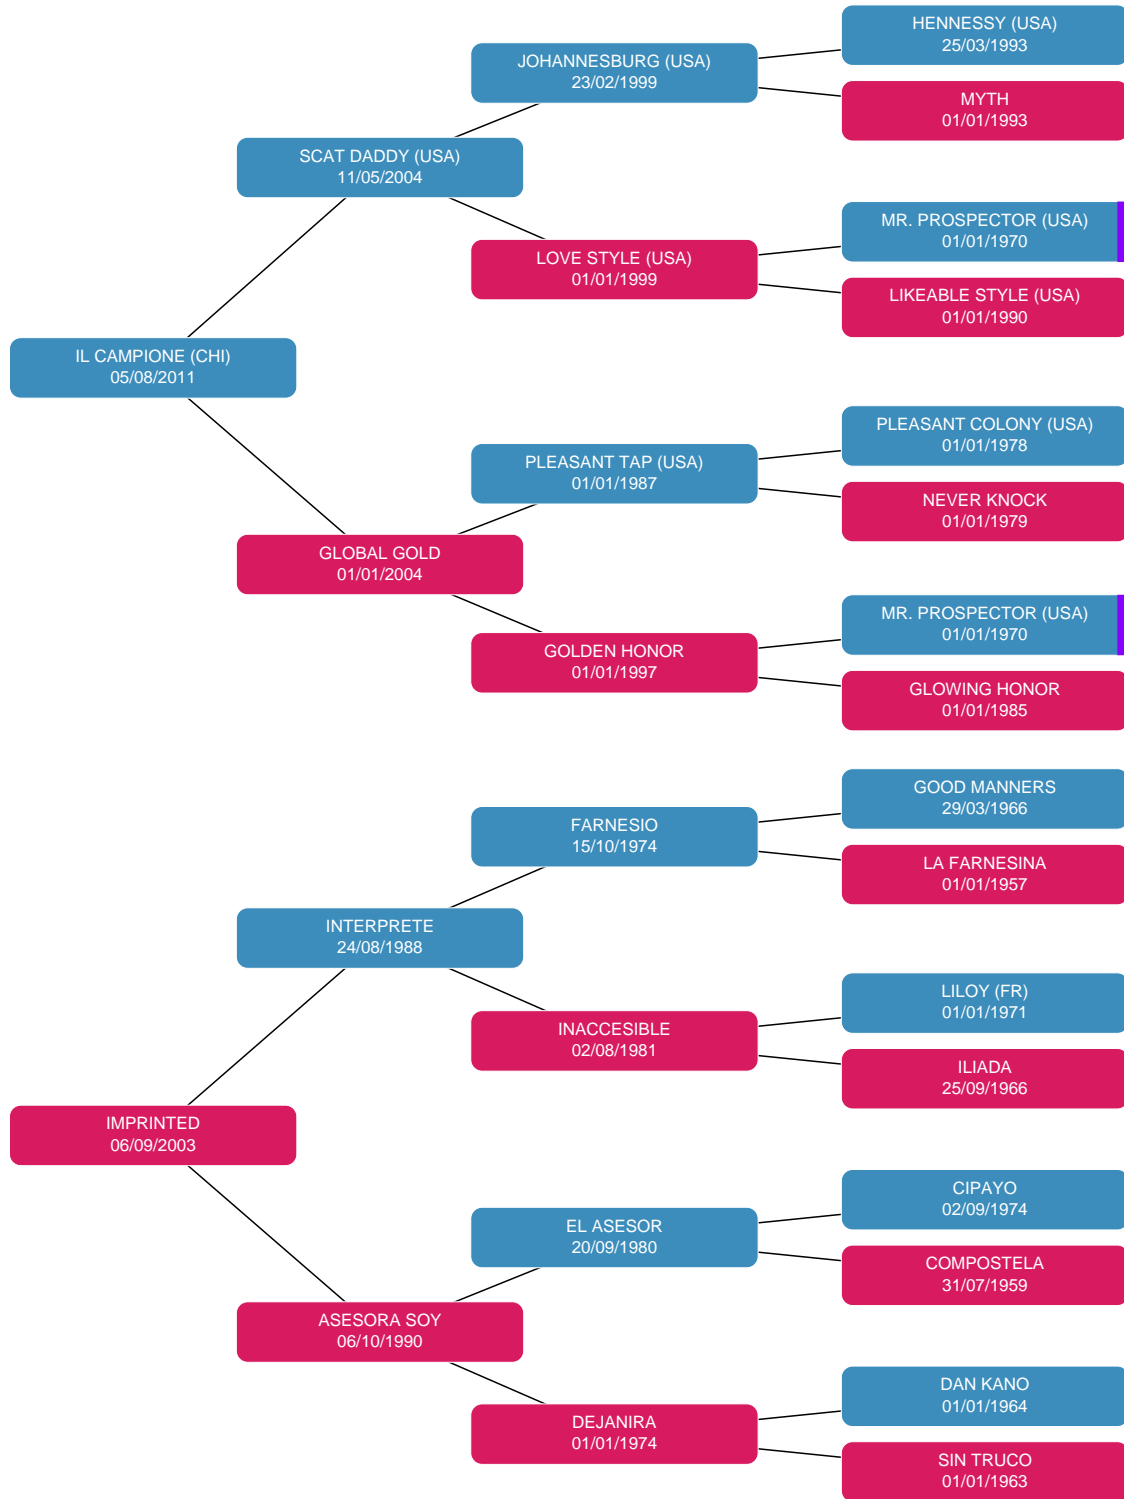 HENNESSY (USA)
25/03/1993
JOHANNESBURG (USA)
23/02/1999
MYTH
01/01/1993
SCAT DADDY (USA)
11/05/2004
MR. PROSPECTOR (USA)
01/01/1970
LOVE STYLE (USA)
01/01/1999
LIKEABLE STYLE (USA)
01/01/1990
IL CAMPIONE (CHI)
05/08/2011
PLEASANT COLONY (USA)
01/01/1978
PLEASANT TAP (USA)
01/01/1987
NEVER KNOCK
01/01/1979
GLOBAL GOLD
01/01/2004
MR. PROSPECTOR (USA)
01/01/1970
GOLDEN HONOR
01/01/1997
GLOWING HONOR
01/01/1985
GOOD MANNERS
29/03/1966
FARNESIO
15/10/1974
LA FARNESINA
01/01/1957
INTERPRETE
24/08/1988
LILOY (FR)
01/01/1971
INACCESIBLE
02/08/1981
ILIADA
25/09/1966
IMPRINTED
06/09/2003
CIPAYO
02/09/1974
EL ASESOR
20/09/1980
COMPOSTELA
31/07/1959
ASESORA SOY
06/10/1990
DAN KANO
01/01/1964
DEJANIRA
01/01/1974
SIN TRUCO
01/01/1963